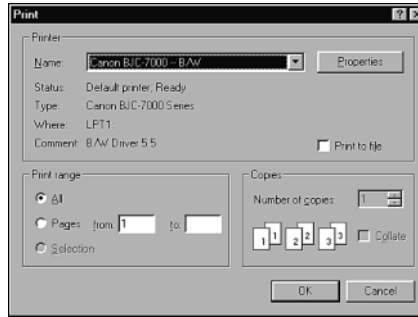 Print
Printer
Name: Canon BJC-7000 -- B/W Properties
Status: Default printer, Ready
Type: Canon BJC-7000 Series
Where: LPT1:
Comment: B/W Driver 5.5 Print to file
Print range
All
Pages from: 1 to:
Selection
Copies
Number of copies: 1
1 1 2 2 3 3 Collate
OK Cancel